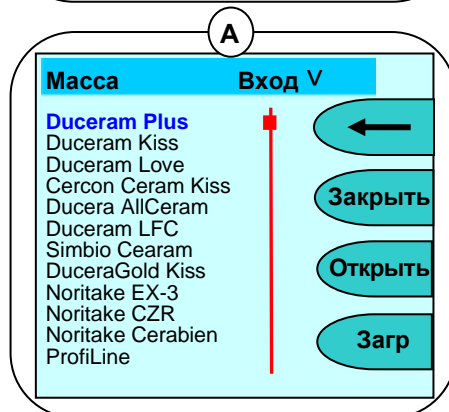 A
Масса Вход V
Duceram Plus
Duceram Kiss
Duceram Love
Cercon Ceram Kiss
Ducera AllCeram
Duceram LFC
Simbio Cearam
DuceraGold Kiss
Noritake EX-3
Noritake CZR
Noritake Cerabien
ProfiLine
Закрыть
Открыть
Загр